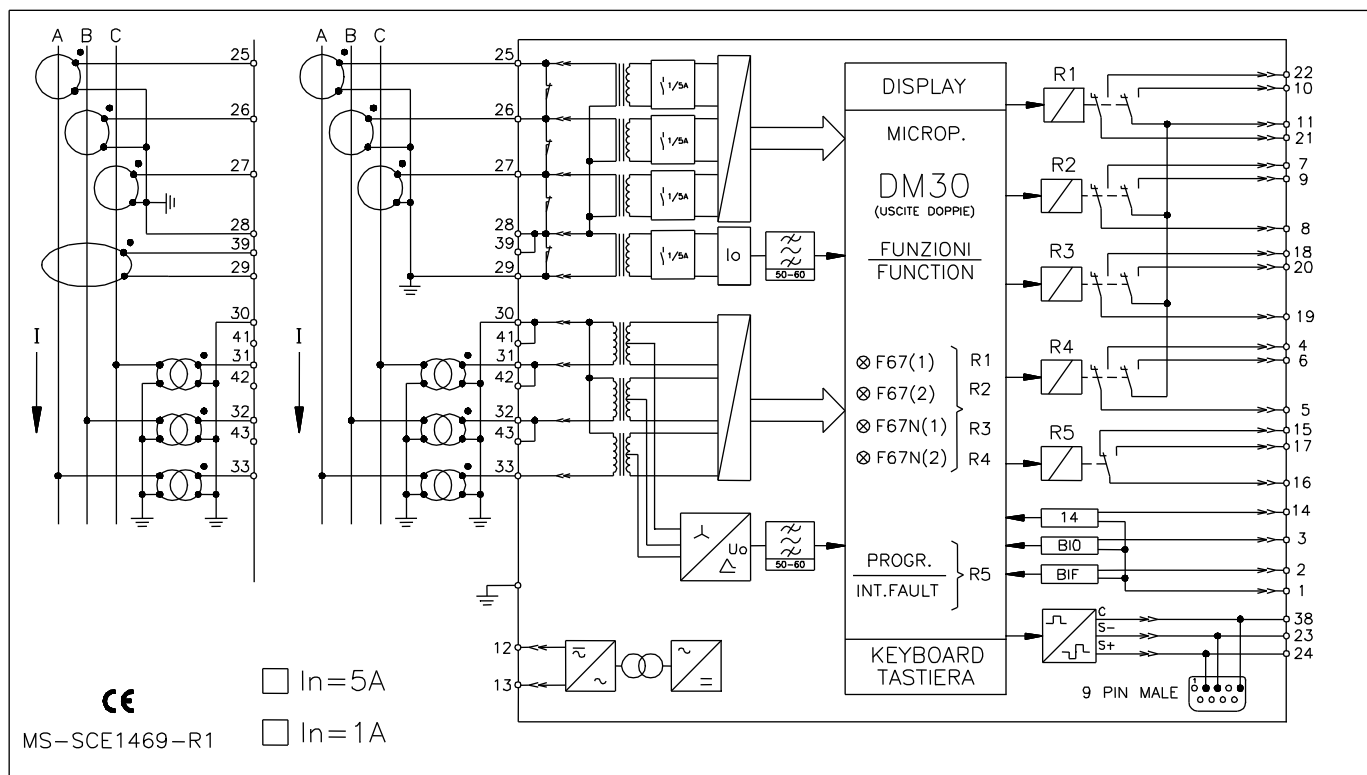 A B C
25
26
27
28
39
29
30
41
31
42
32
43
33
I
A B C
25
26
27
28
39
29
30
41
31
42
32
43
33
I
12
13
1/5A
1/5A
1/5A
1/5A
Io
50-60
Uo
50-60
DISPLAY
MICROP.
DM30
(USCITE DOPPIE)
FUNZIONI
FUNCTION
F67(1) R1
F67(2) R2
F67N(1) R3
F67N(2) R4
PROGR.
INT.FAULT
R5
KEYBOARD
TASTIERA
R1
R2
R3
R4
R5
14
BI0
BIF
C
S-
S+
22
10
11
21
7
9
8
18
20
19
4
6
5
15
17
16
14
3
2
1
38
23
24
9 PIN MALE
1
CE
MS-SCE1469-R1
In=5A
In=1A